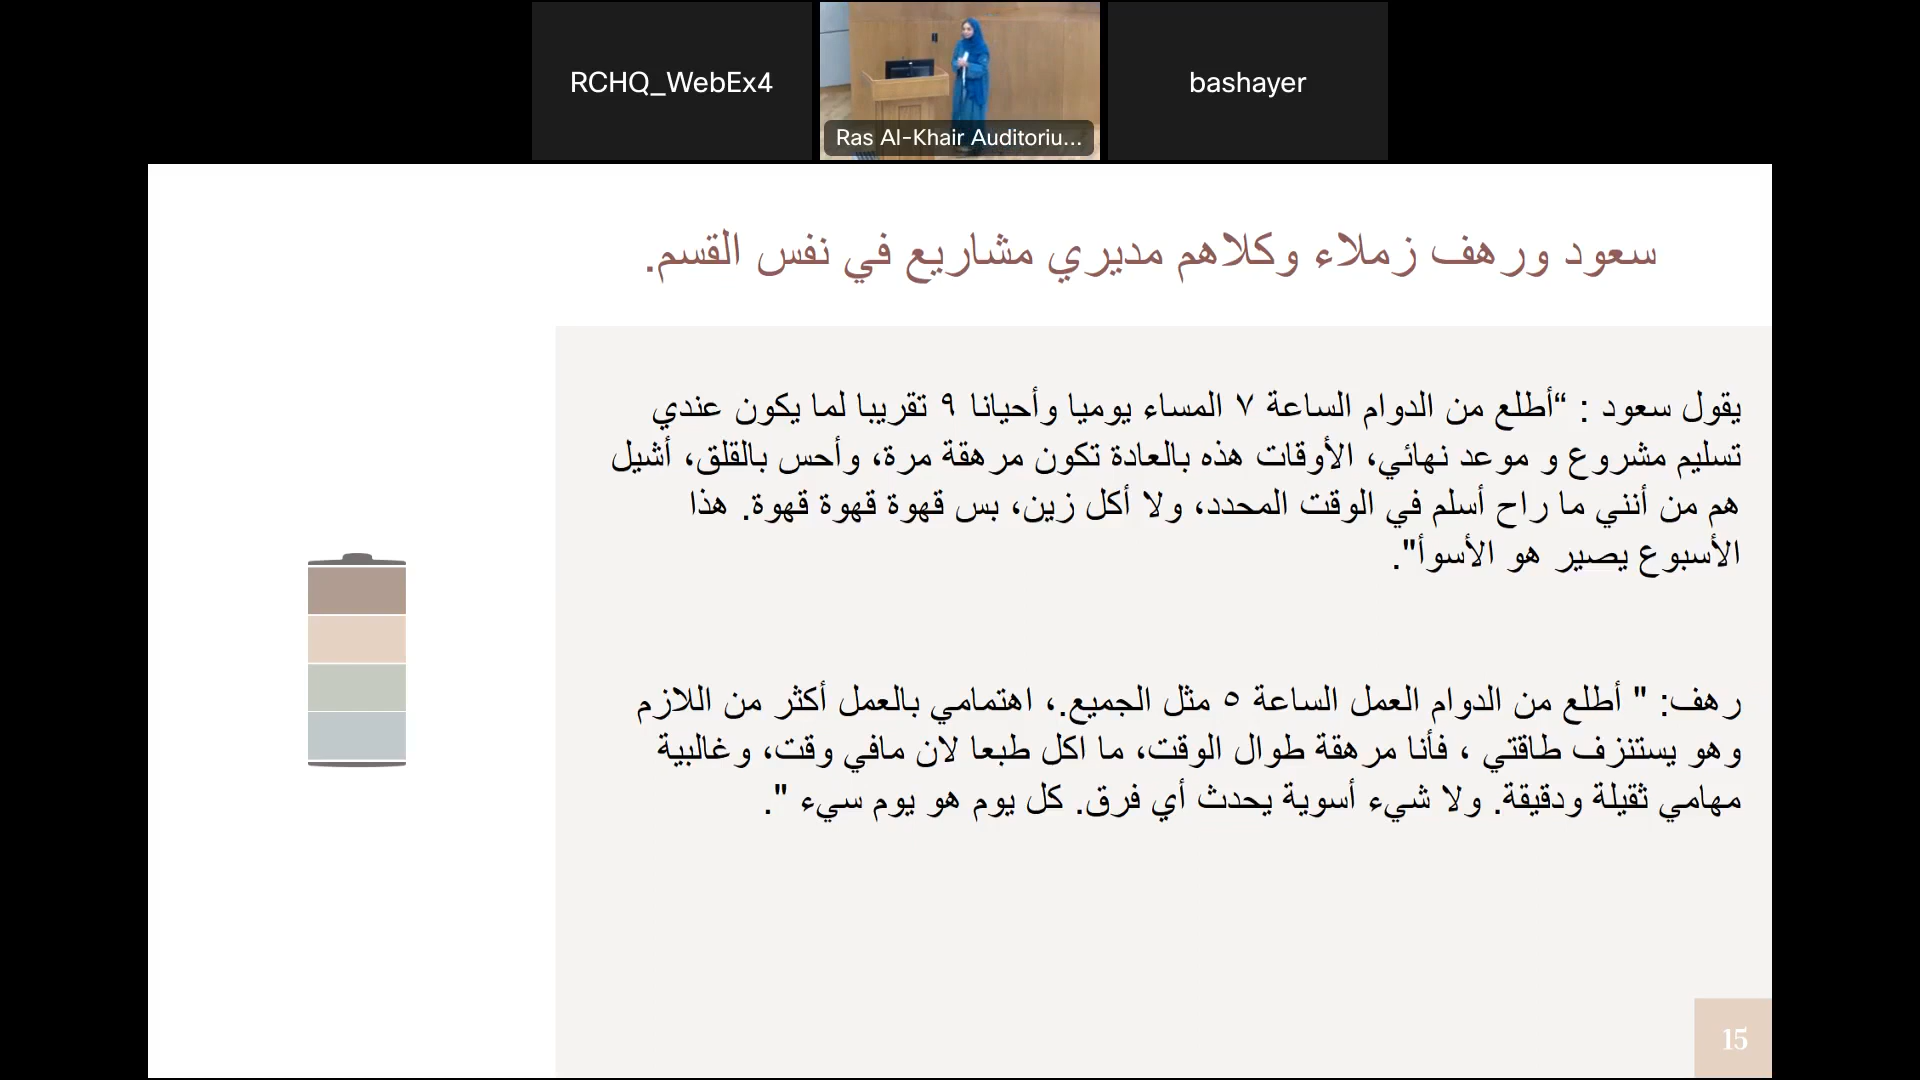 RCHQ_WebEx4
Ras Al-Khair Auditoriu...
bashayer
سعود ورهف زملاء وكلاهم مديري مشاريع في نفس القسم.
يقول سعود : “أطلع من الدوام الساعة ٧ المساء يوميا وأحيانا ٩ تقريبا لما يكون عندي
تسليم مشروع و موعد نهائي، الأوقات هذه بالعادة تكون مرهقة مرة، وأحس بالقلق، أشيل
هم من أنني ما راح أسلم في الوقت المحدد، ولا أكل زين، بس قهوة قهوة قهوة. هذا
الأسبوع يصير هو الأسوأ".
رهف: " أطلع من الدوام العمل الساعة ٥ مثل الجميع.، اهتمامي بالعمل أكثر من اللازم
وهو يستنزف طاقتي ، فأنا مرهقة طوال الوقت، ما اكل طبعا لان مافي وقت، وغالبية
مهامي ثقيلة ودقيقة. ولا شيء أسوية يحدث أي فرق. كل يوم هو يوم سيء ".
15